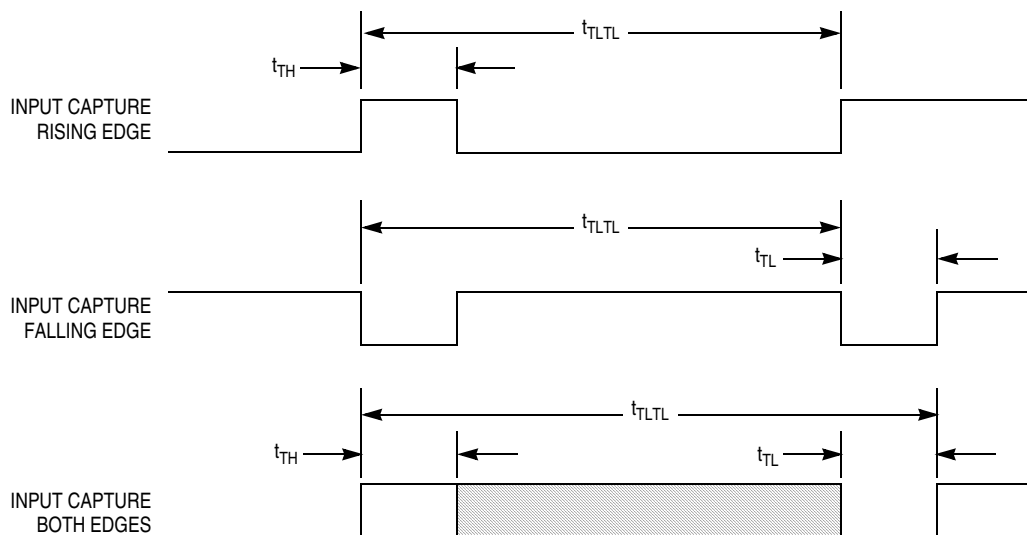 tTLTL
tTH
INPUT CAPTURE
RISING EDGE
tTLTL
tTL
INPUT CAPTURE
FALLING EDGE
tTLTL
tTH
tTL
INPUT CAPTURE
BOTH EDGES